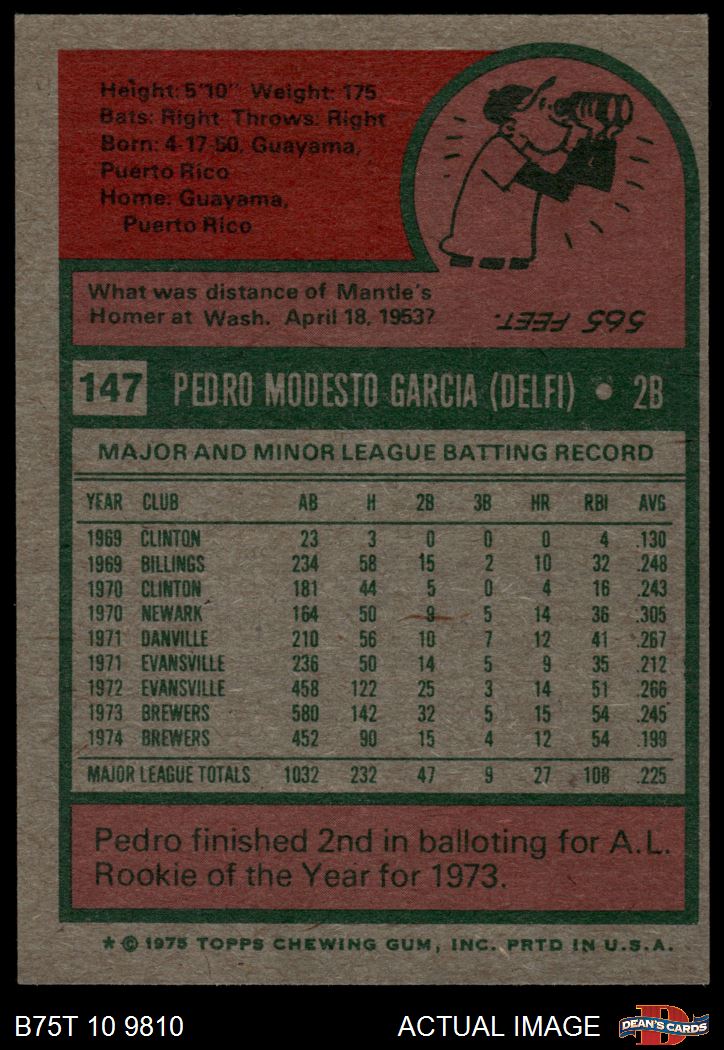 Height: 5'10" Weight: 175
Bats: Right Throws: Right
Born: 4-17-50, Guayama,
Puerto Rico
Home: Guayama,
Puerto Rico
What was distance of Mantle's
Homer at Wash. April 18, 1953?
565 FEET.
147 PEDRO MODESTO GARCIA (DELFI) • 2B
MAJOR AND MINOR LEAGUE BATTING RECORD
YEAR CLUB AB H 2B 3B HR RBI AVG
1969 CLINTON 23 3 0 0 0 4 .130
1969 BILLINGS 234 58 15 2 10 32 .248
1970 CLINTON 181 44 5 0 4 16 .243
1970 NEWARK 164 50 9 5 14 36 .305
1971 DANVILLE 210 56 10 7 12 41 .267
1971 EVANSVILLE 236 50 14 5 9 35 .212
1972 EVANSVILLE 458 122 25 3 14 51 .266
1973 BREWERS 580 142 32 5 15 54 .245
1974 BREWERS 452 90 15 4 12 54 .199
MAJOR LEAGUE TOTALS 1032 232 47 9 27 108 .225
Pedro finished 2nd in balloting for A.L.
Rookie of the Year for 1973.
* © 1975 TOPPS CHEWING GUM, INC. PRTD IN U.S.A.
B75T 10 9810 ACTUAL IMAGE D DEAN'S CARDS